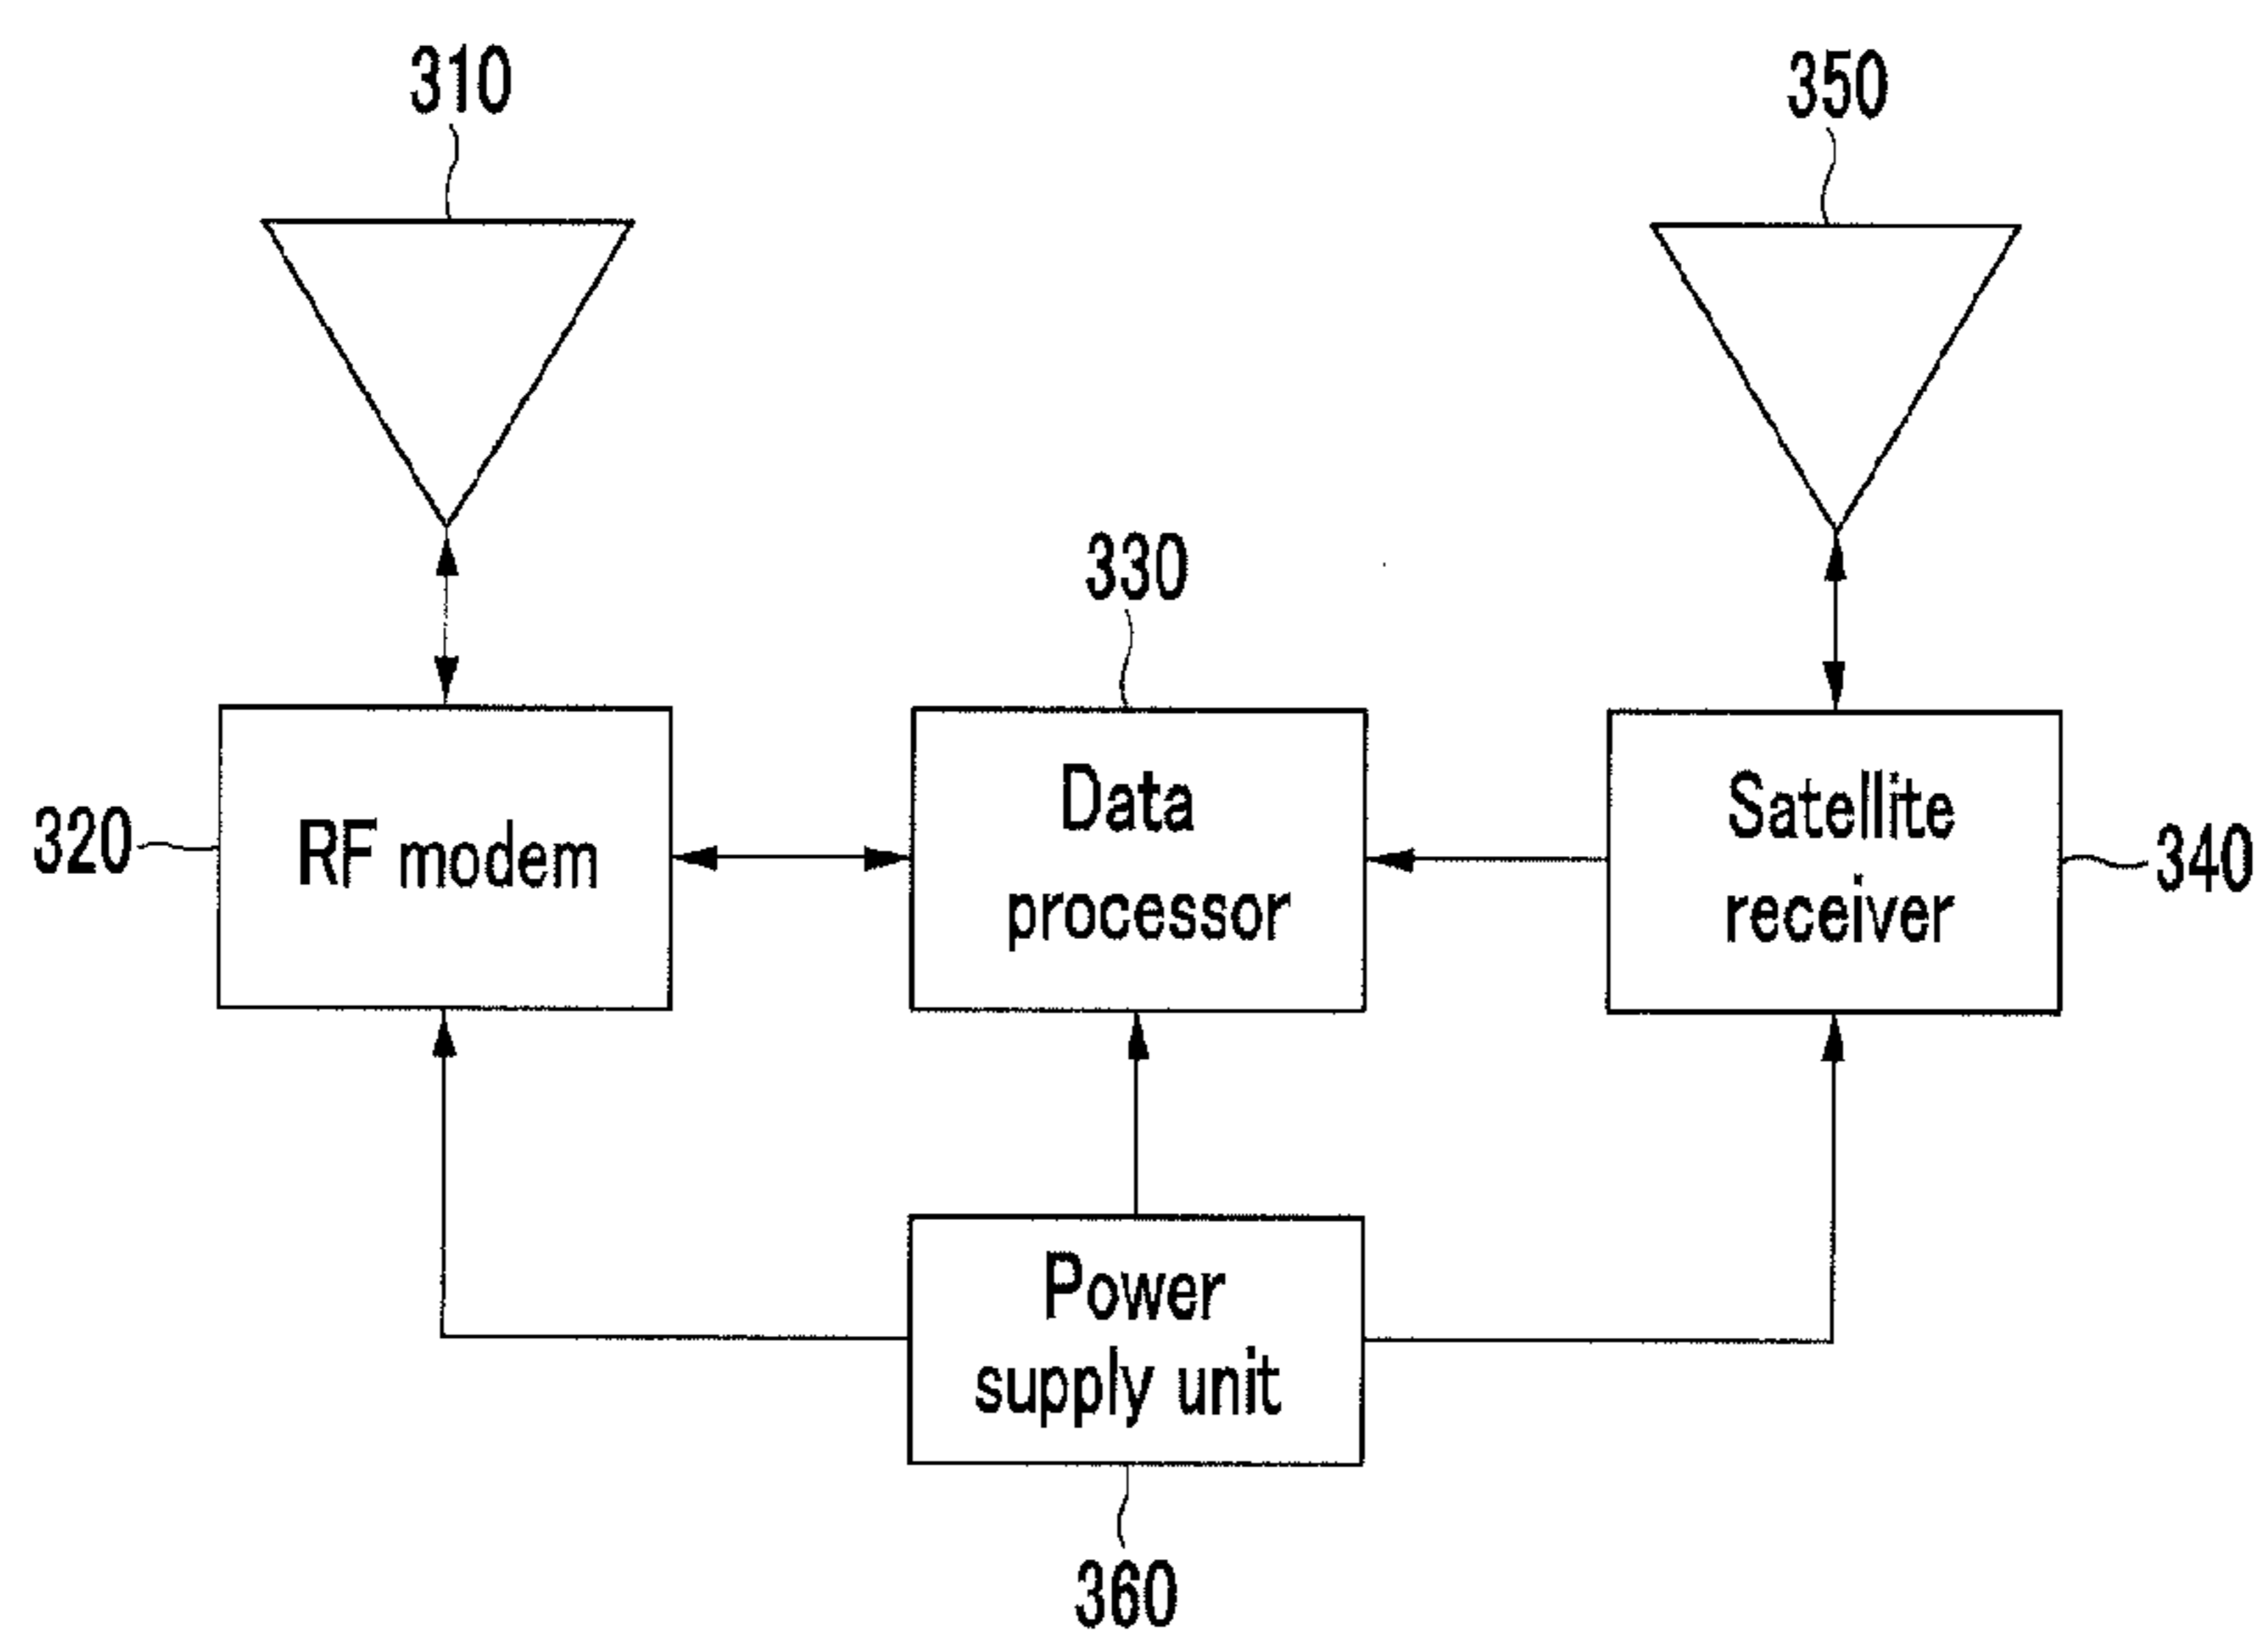 310
350
330
320
RF modem
Data
processor
Satellite
receiver
340
Power
supply unit
360